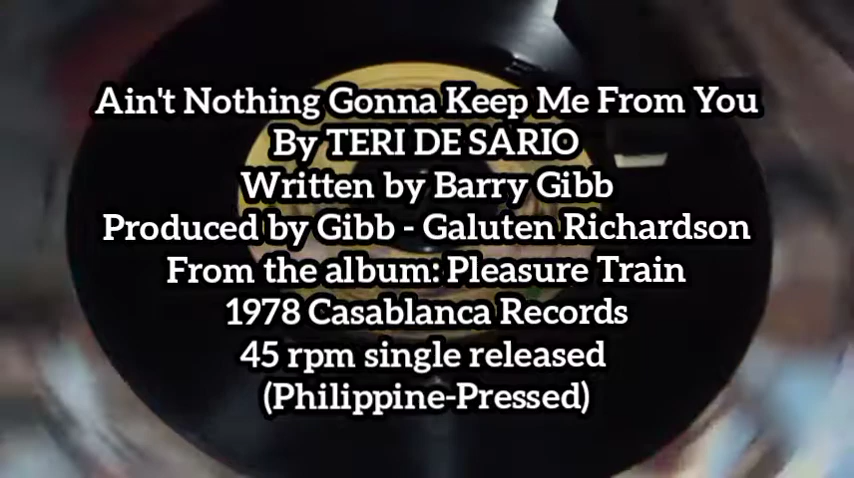 Ain't Nothing Gonna Keep Me From You
By TERI DE SARIO
Written by Barry Gibb
Produced by Gibb - Galuten Richardson
From the album: Pleasure Train
1978 Casablanca Records
45 rpm single released
(Philippine-Pressed)